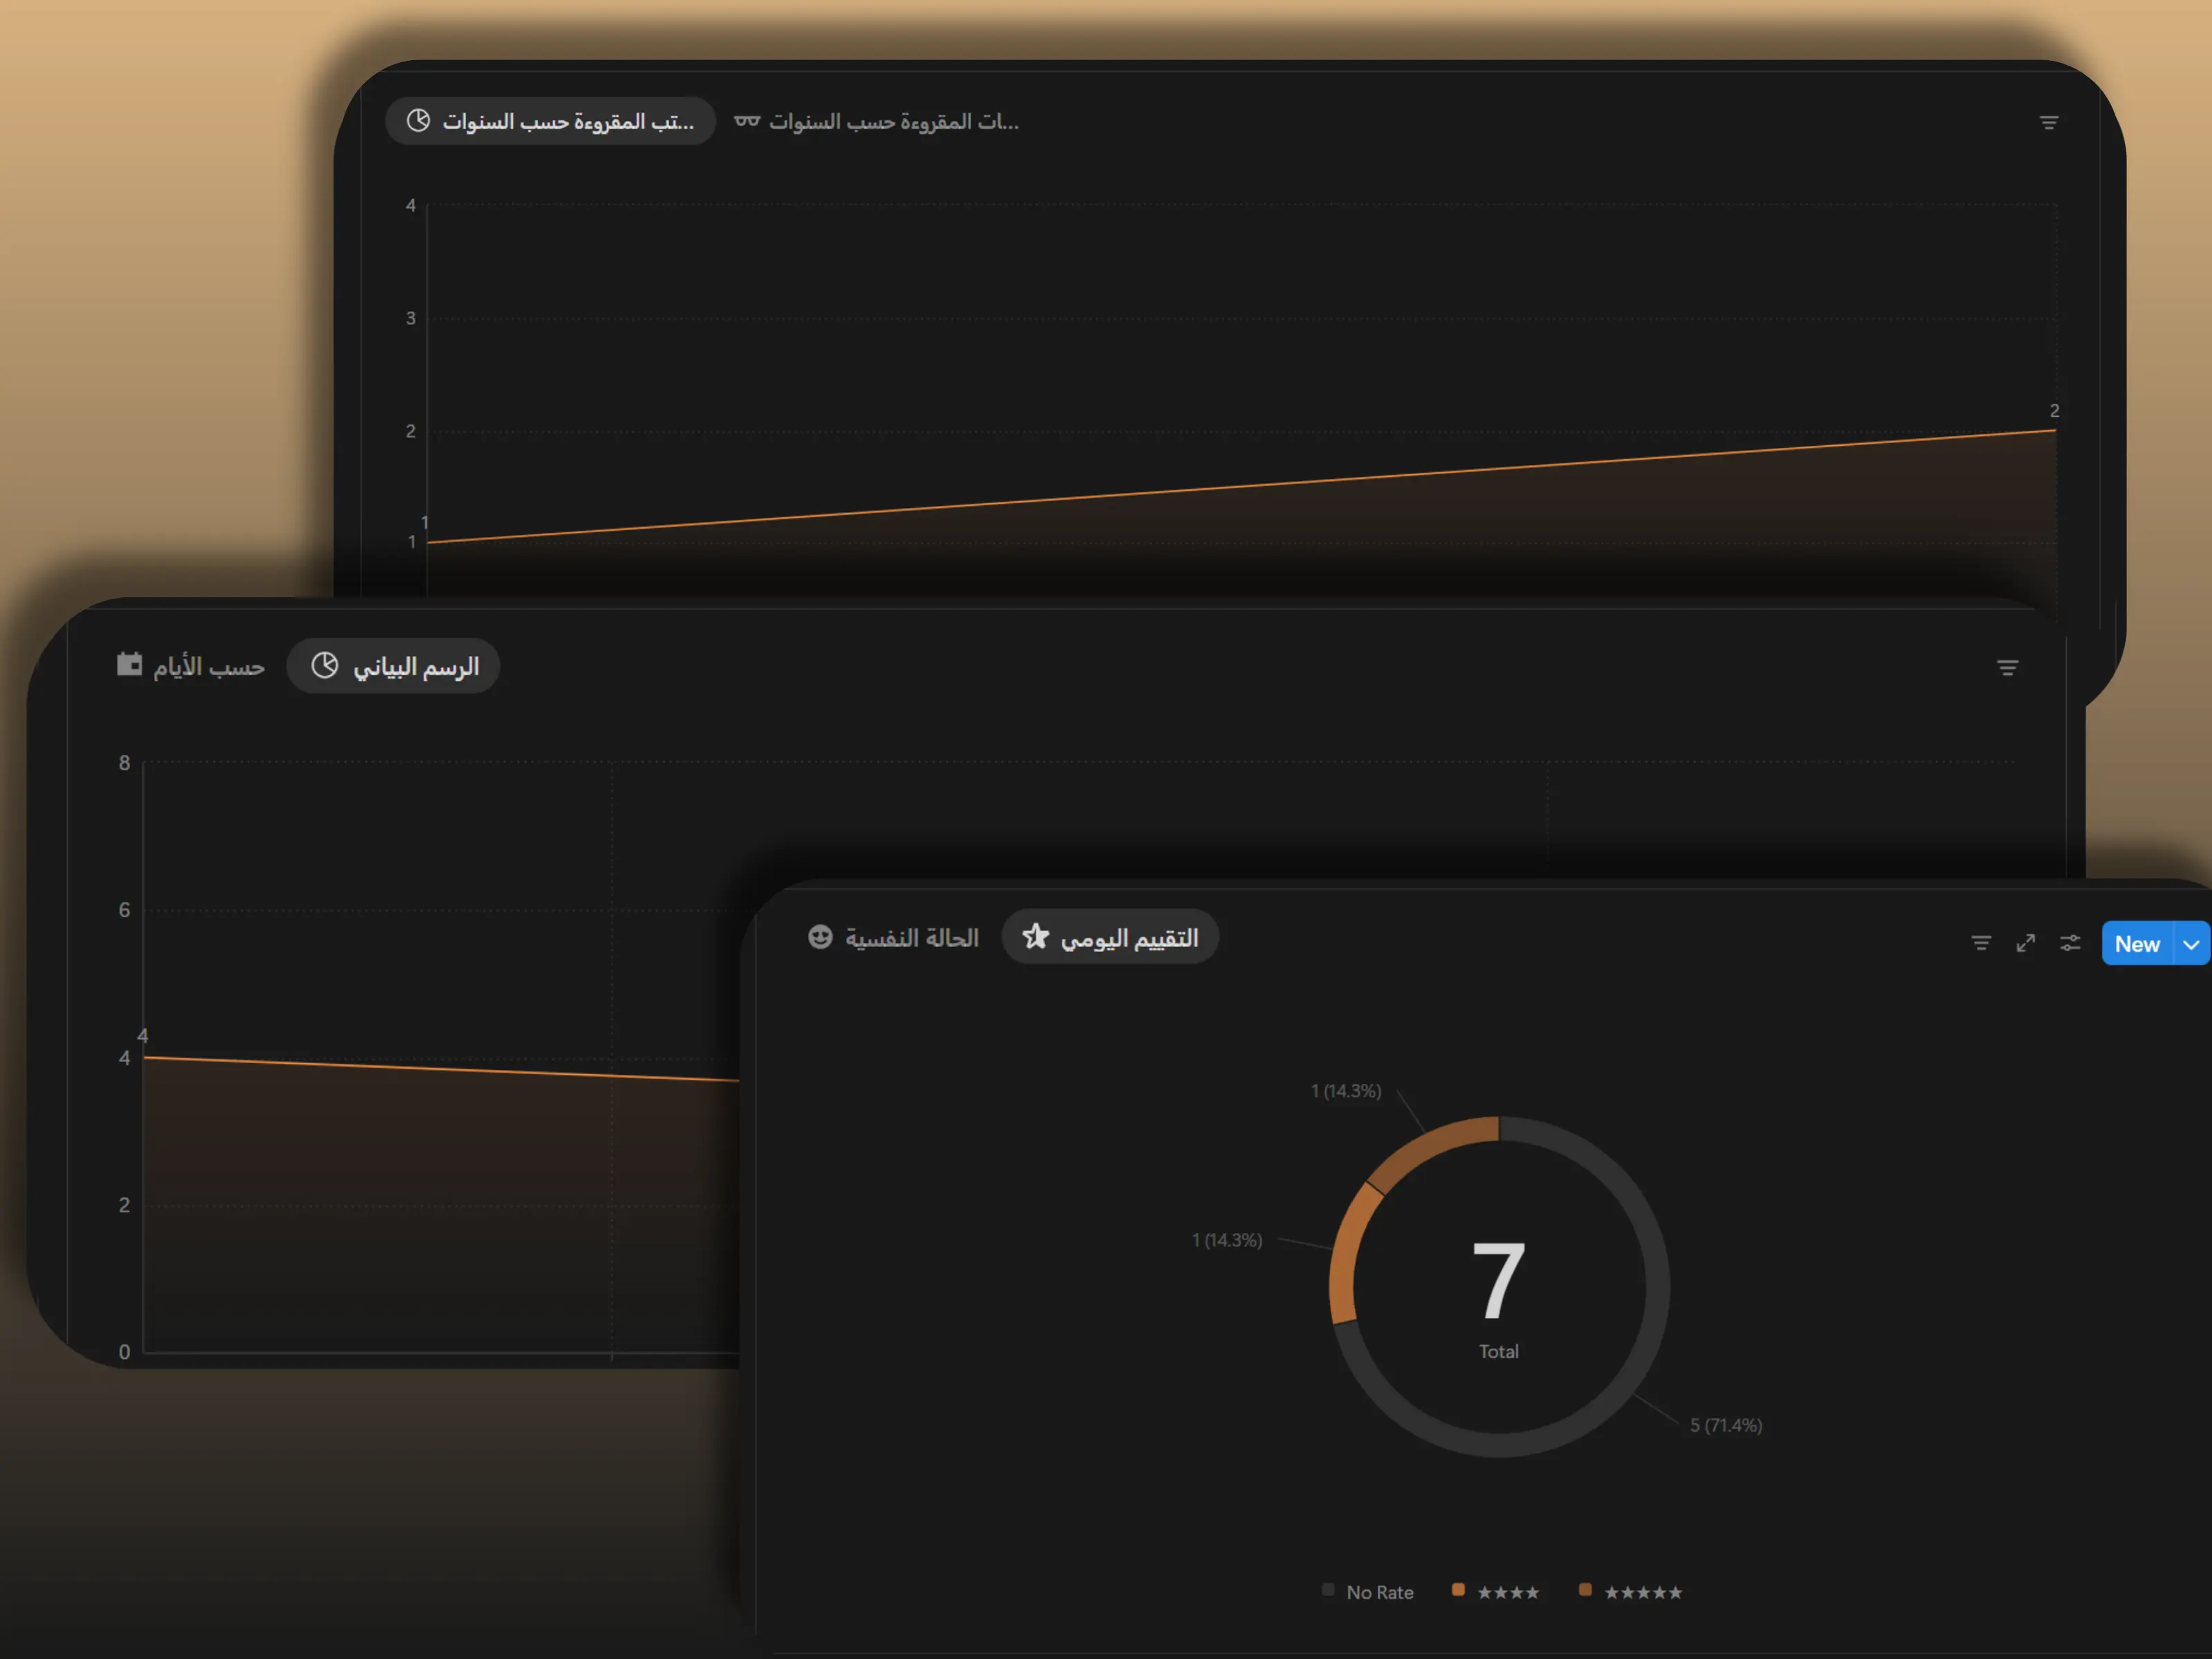 ...تب المقروءة حسب السنوات
...ات المقروءة حسب السنوات
4
3
2
1
1
2
حسب الأيام
الرسم البياني
8
6
4
2
0
4
الحالة النفسية
التقييم اليومي
New
1 (14.3%)
1 (14.3%)
7
Total
5 (71.4%)
No Rate ★★★★ ★★★★★